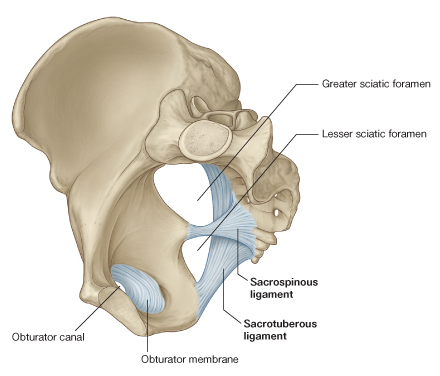 Greater sciatic foramen
Lesser sciatic foramen
Sacrospinous
ligament
Sacrotuberous
ligament
Obturator canal
Obturator membrane